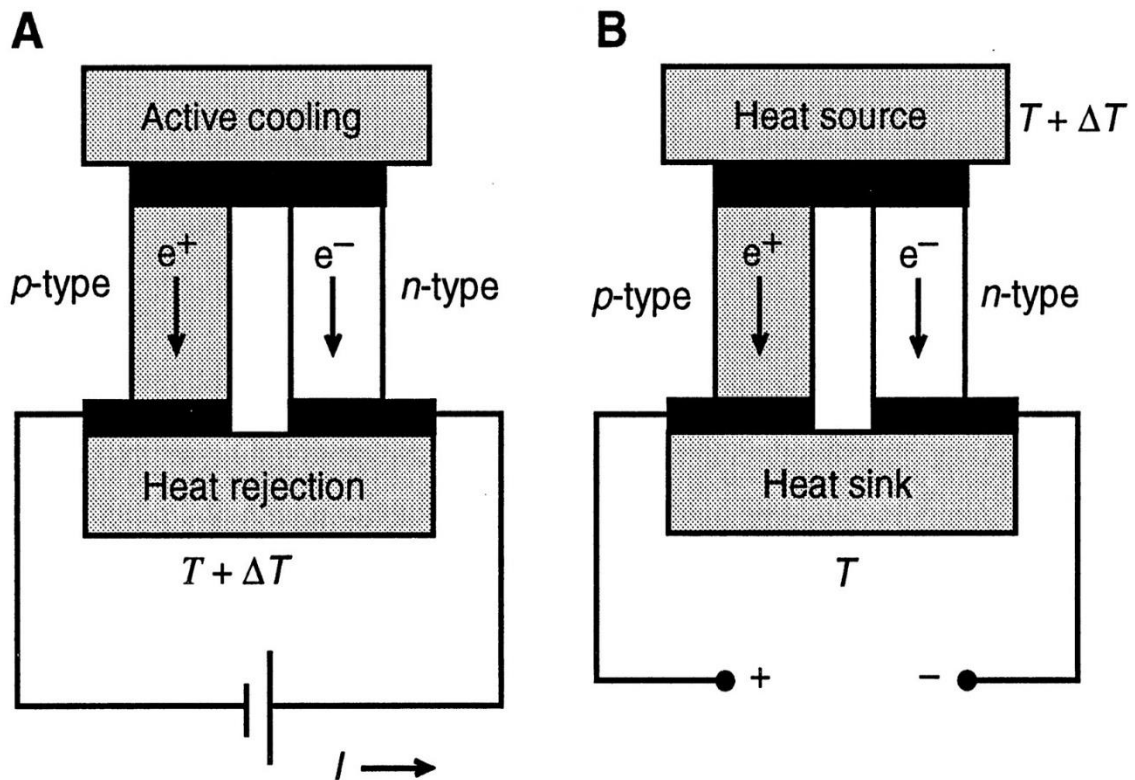 A
Active cooling
p-type
e+
e−
n-type
Heat rejection
T + ΔT
I
B
Heat source
T + ΔT
p-type
e+
e−
n-type
Heat sink
T
+
−